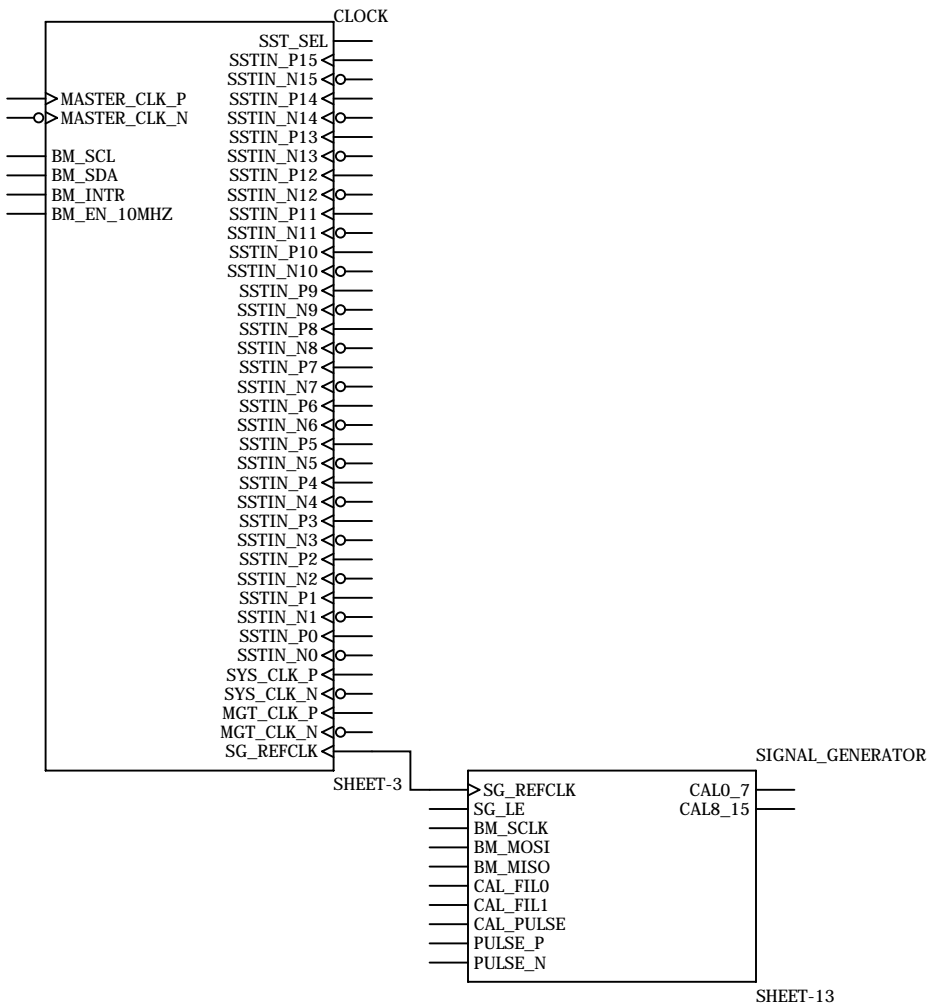 CLOCK
SST_SEL
SSTIN_P15
SSTIN_N15
MASTER_CLK_P SSTIN_P14
MASTER_CLK_N SSTIN_N14
SSTIN_P13
BM_SCL SSTIN_N13
BM_SDA SSTIN_P12
BM_INTR SSTIN_N12
BM_EN_10MHZ SSTIN_P11
SSTIN_N11
SSTIN_P10
SSTIN_N10
SSTIN_P9
SSTIN_N9
SSTIN_P8
SSTIN_N8
SSTIN_P7
SSTIN_N7
SSTIN_P6
SSTIN_N6
SSTIN_P5
SSTIN_N5
SSTIN_P4
SSTIN_N4
SSTIN_P3
SSTIN_N3
SSTIN_P2
SSTIN_N2
SSTIN_P1
SSTIN_N1
SSTIN_P0
SSTIN_N0
SYS_CLK_P
SYS_CLK_N
MGT_CLK_P
MGT_CLK_N
SG_REFCLK
SHEET-3
SIGNAL_GENERATOR
SG_REFCLK CAL0_7
SG_LE CAL8_15
BM_SCLK
BM_MOSI
BM_MISO
CAL_FIL0
CAL_FIL1
CAL_PULSE
PULSE_P
PULSE_N
SHEET-13